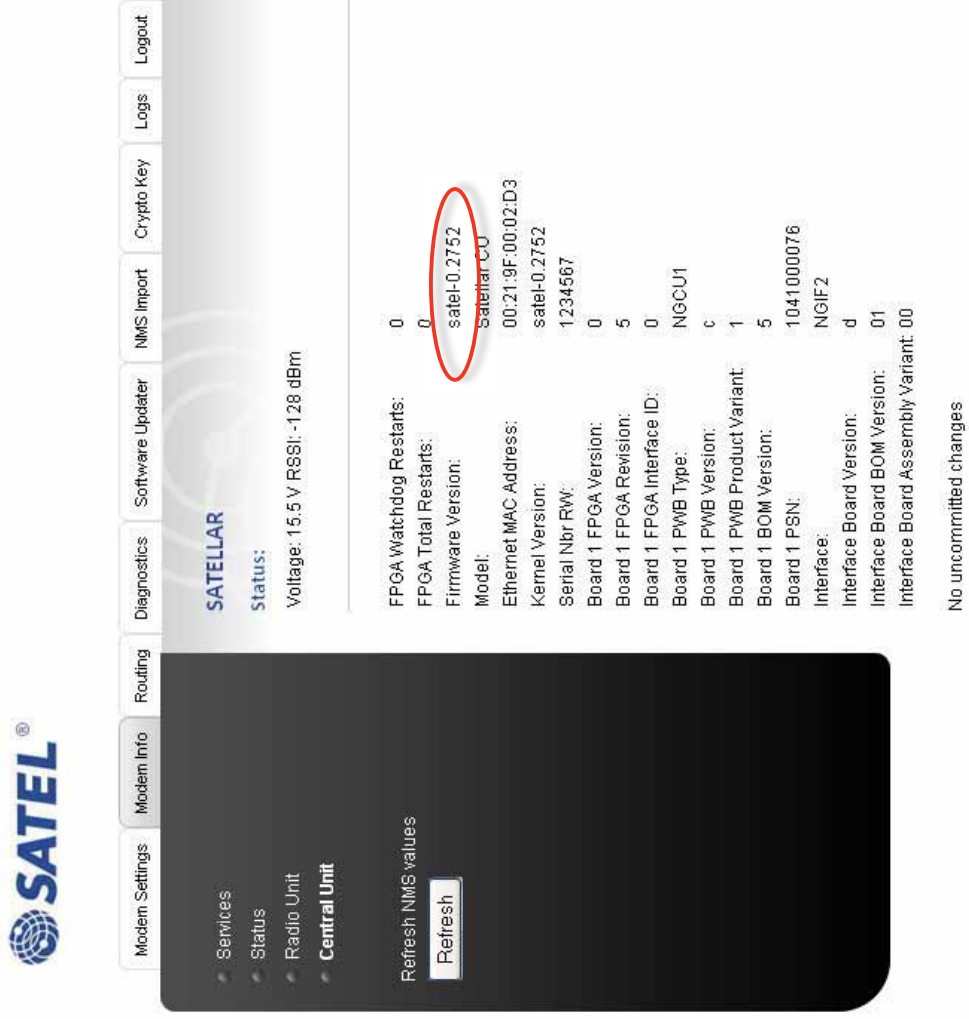 SATEL®
Modem Settings Modem Info Routing Diagnostics Software Updater NMS Import Crypto Key Logs Logout
Services
Status
Radio Unit
Central Unit
Refresh NMS values
Refresh
SATELLAR
Status:
Voltage: 15.5 V RSSI: -128 dBm
FPGA Watchdog Restarts: 0
FPGA Total Restarts: 0
Firmware Version: satel-0.2752
Model: Satellar CU
Ethernet MAC Address: 00:21:9F:00:02:D3
Kernel Version: satel-0.2752
Serial Nbr RW: 1234567
Board 1 FPGA Version: 0
Board 1 FPGA Revision: 5
Board 1 FPGA Interface ID: 0
Board 1 PWB Type: NGCU1
Board 1 PWB Version: c
Board 1 PWB Product Variant: 1
Board 1 BOM Version: 5
Board 1 PSN: 1041000076
Interface: NGIF2
Interface Board Version: d
Interface Board BOM Version: 01
Interface Board Assembly Variant: 00
No uncommitted changes